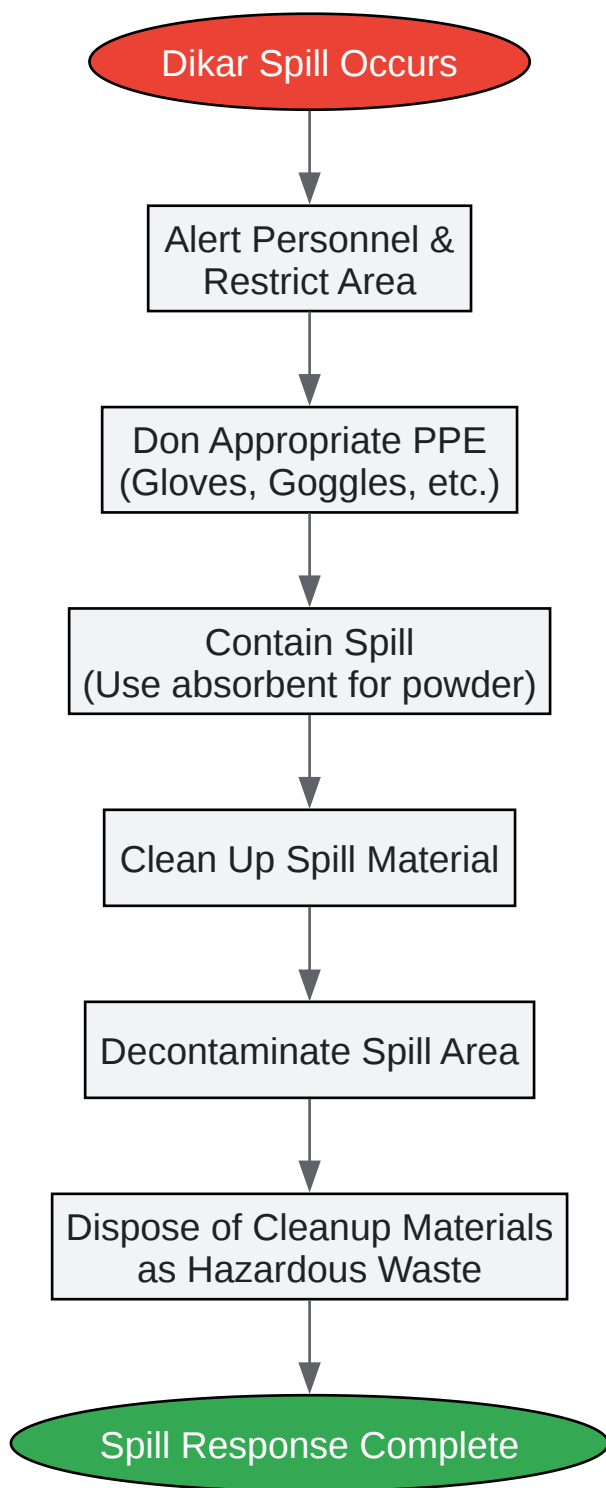 Dikar Spill Occurs
Alert Personnel &
Restrict Area
Don Appropriate PPE
(Gloves, Goggles, etc.)
Contain Spill
(Use absorbent for powder)
Clean Up Spill Material
Decontaminate Spill Area
Dispose of Cleanup Materials
as Hazardous Waste
Spill Response Complete